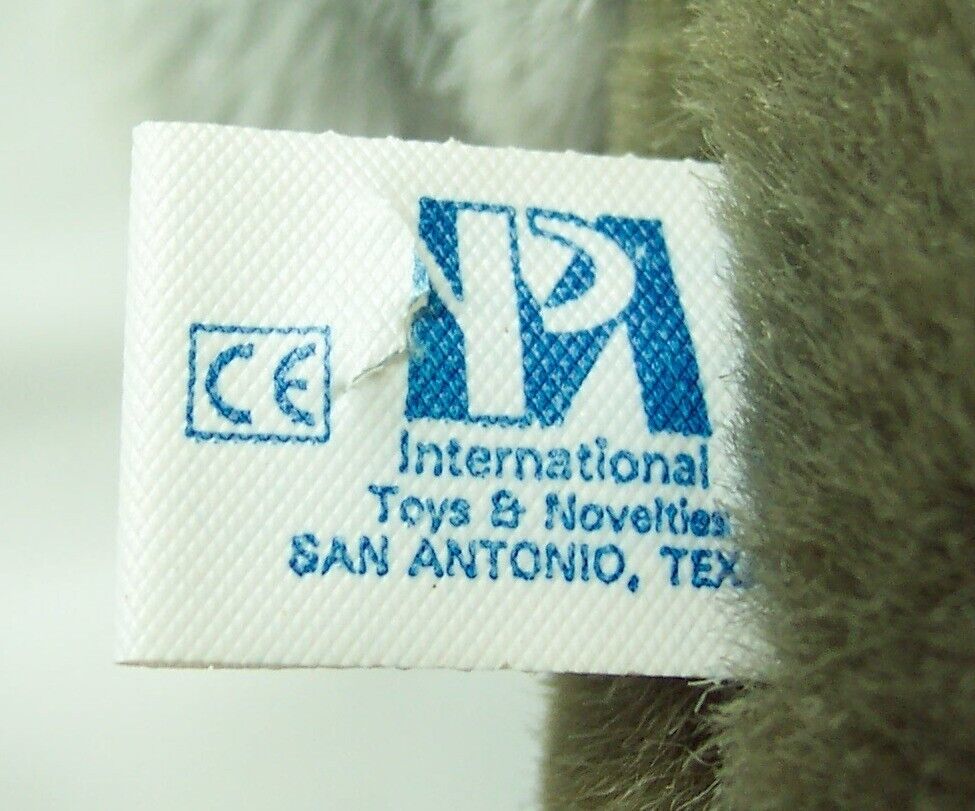 CE
International
Toys & Novelties
SAN ANTONIO, TEX